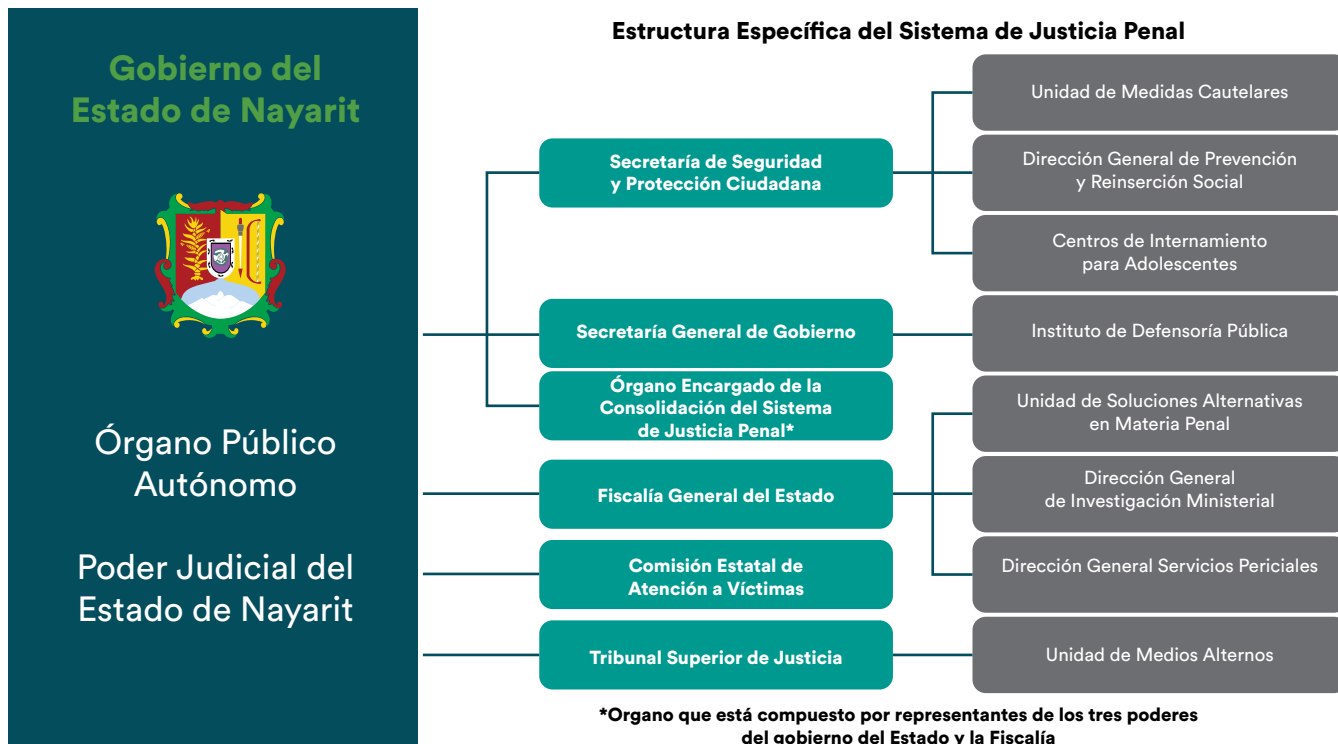 Estructura Específica del Sistema de Justicia Penal
Gobierno del
Estado de Nayarit
Órgano Público
Autónomo
Poder Judicial del
Estado de Nayarit
Secretaría de Seguridad
y Protección Ciudadana
Unidad de Medidas Cautelares
Dirección General de Prevención
y Reinserción Social
Centros de Internamiento
para Adolescentes
Secretaría General de Gobierno
Instituto de Defensoría Pública
Órgano Encargado de la
Consolidación del Sistema
de Justicia Penal*
Fiscalía General del Estado
Unidad de Soluciones Alternativas
en Materia Penal
Dirección General
de Investigación Ministerial
Dirección General Servicios Periciales
Comisión Estatal de
Atención a Víctimas
Tribunal Superior de Justicia
Unidad de Medios Alternos
*Organo que está compuesto por representantes de los tres poderes
del gobierno del Estado y la Fiscalía